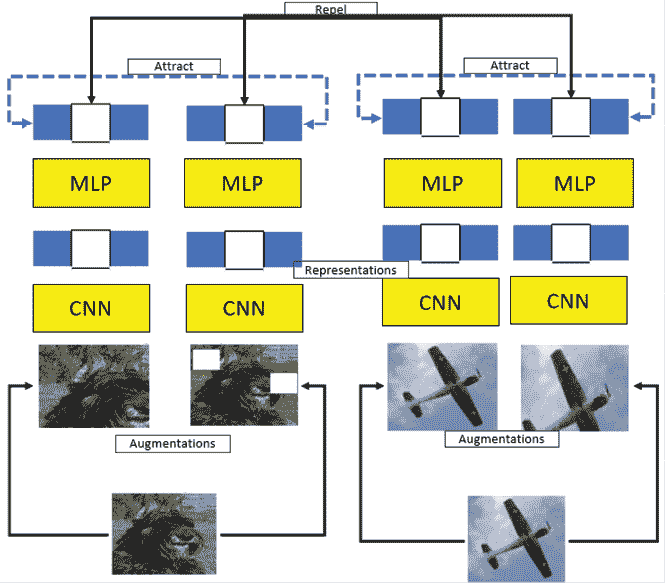 Repel
Attract
Attract
MLP
MLP
MLP
MLP
Representations
CNN
CNN
CNN
CNN
Augmentations
Augmentations